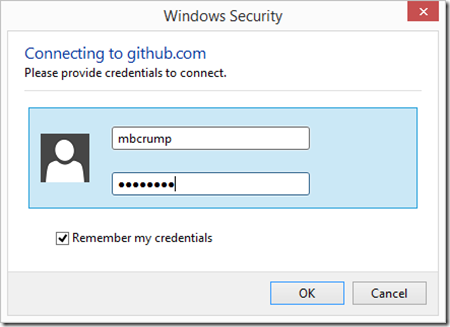 Windows Security
Connecting to github.com
Please provide credentials to connect.
mbcrump
●●●●●●●●
Remember my credentials
OK
Cancel